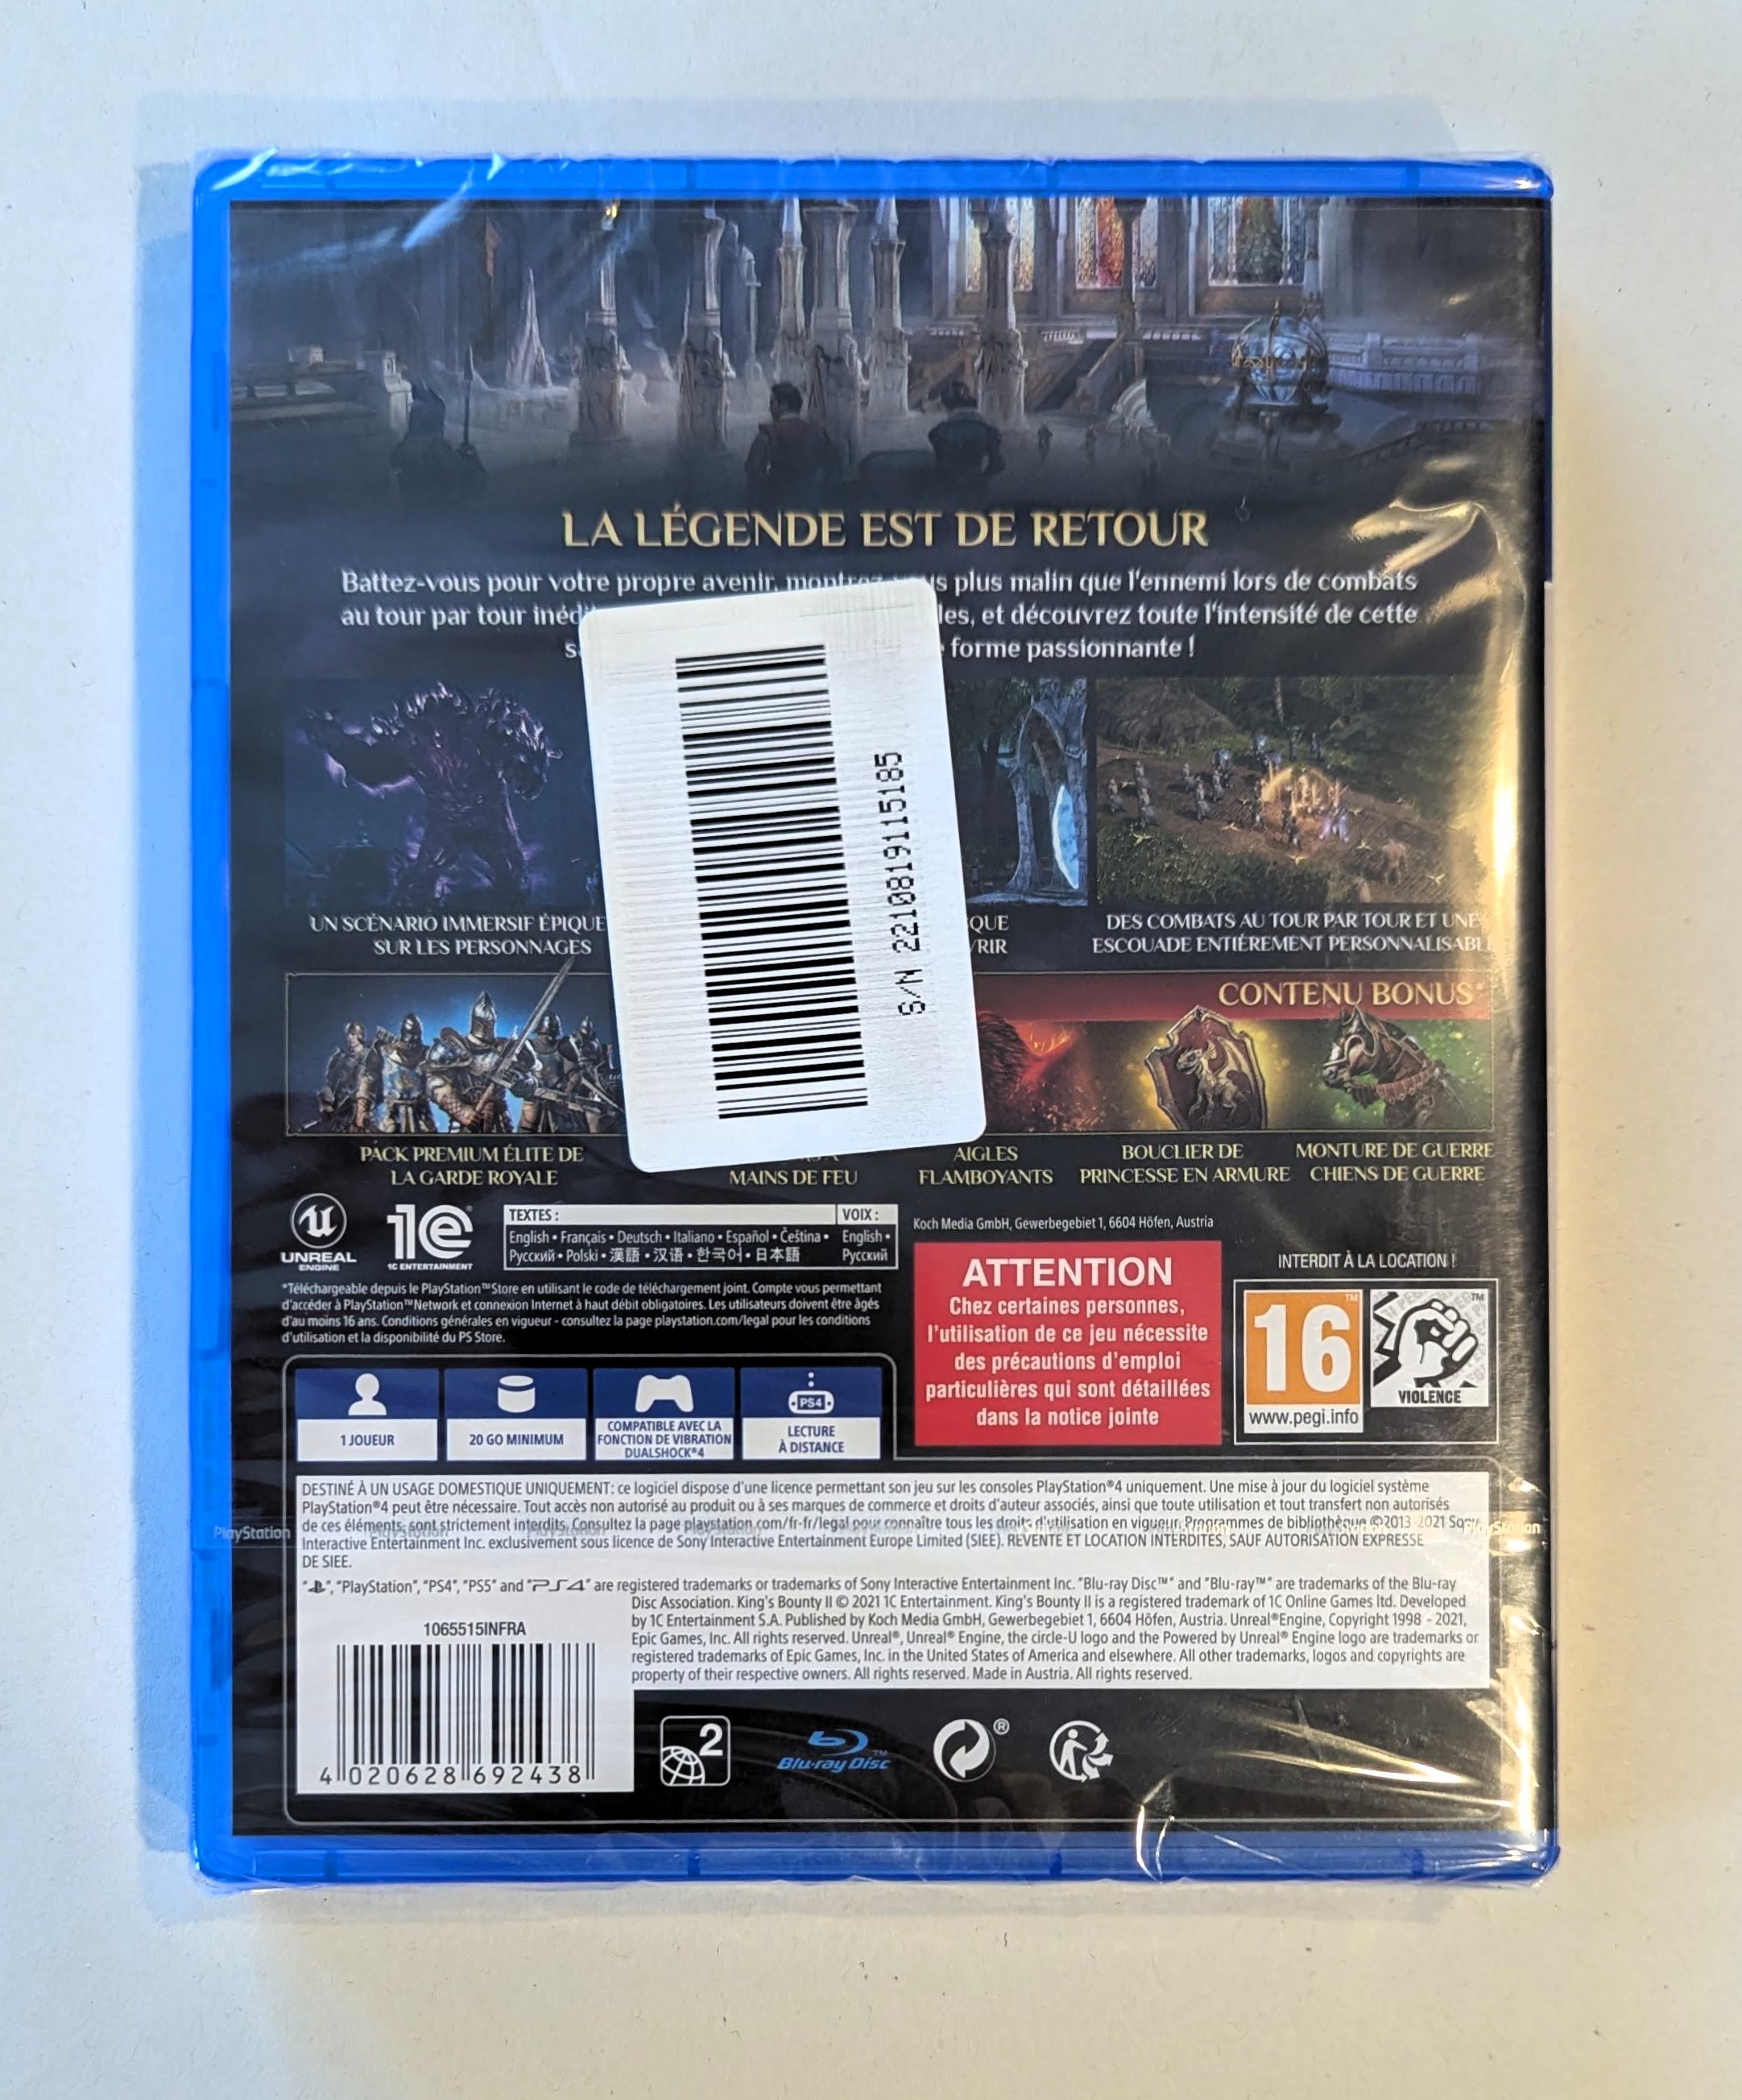 LA LÉGENDE EST DE RETOUR
Battez-vous pour votre propre avenir, montrez plus malin que l'ennemi lors de combats
au tour par tour et découvrez toute l'intensité de cette
forme passionnante !
UN SCÉNARIO IMMERSIF ÉPIQUE
SUR LES PERSONNAGES
DES COMBATS AU TOUR PAR TOUR ET UNE
ESCOUADE ENTIÈREMENT PERSONNALISABLE
S/N 2210819115185
CONTENU BONUS*
PACK PREMIUM ÉLITE DE
LA GARDE ROYALE
MAINS DE FEU
AIGLES
FLAMBOYANTS
BOUCLIER DE
PRINCESSE EN ARMURE
MONTURE DE GUERRE
CHIENS DE GUERRE
UNREAL
ENGINE
1C
1C ENTERTAINMENT
TEXTES :
English • Français • Deutsch • Italiano • Español • Čeština •
Русский • Polski • 漢語 • 汉语 • 한국어 • 日本語
VOIX :
English •
Русский
*Téléchargeable depuis le PlayStation™Store en utilisant le code de téléchargement joint. Compte vous permettant
d'accéder à PlayStation™Network et connexion Internet à haut débit obligatoires. Les utilisateurs doivent être âgés
d'au moins 16 ans. Conditions générales en vigueur - consultez la page playstation.com/legal pour les conditions
d'utilisation et la disponibilité du PS Store.
Koch Media GmbH, Gewerbegebiet 1, 6604 Höfen, Austria
ATTENTION
Chez certaines personnes,
l'utilisation de ce jeu nécessite
des précautions d'emploi
particulières qui sont détaillées
dans la notice jointe
INTERDIT À LA LOCATION !
16
www.pegi.info
VIOLENCE
1 JOUEUR
20 GO MINIMUM
COMPATIBLE AVEC LA
FONCTION DE VIBRATION
DUALSHOCK®4
PS4
LECTURE
À DISTANCE
DESTINÉ À UN USAGE DOMESTIQUE UNIQUEMENT : ce logiciel dispose d'une licence permettant son jeu sur les consoles PlayStation®4 uniquement. Une mise à jour du logiciel système
PlayStation®4 peut être nécessaire. Tout accès non autorisé au produit ou à ses marques de commerce et droits d'auteur associés, ainsi que toute utilisation et tout transfert non autorisés
de ces éléments, sont strictement interdits. Consultez la page playstation.com/fr-fr/legal pour connaître tous les droits d'utilisation en vigueur. Programmes de bibliothèque ©2013-2021 Sony
Interactive Entertainment Inc. exclusivement sous licence de Sony Interactive Entertainment Europe Limited (SIEE). REVENTE ET LOCATION INTERDITES, SAUF AUTORISATION EXPRESSE
DE SIEE.
"PlayStation", "PS4", "PS5" and "PS4" are registered trademarks or trademarks of Sony Interactive Entertainment Inc. "Blu-ray Disc™" and "Blu-ray™" are trademarks of the Blu-ray
Disc Association. King's Bounty II © 2021 1C Entertainment. King's Bounty II is a registered trademark of 1C Online Games ltd. Developed
by 1C Entertainment S.A. Published by Koch Media GmbH, Gewerbegebiet 1, 6604 Höfen, Austria. Unreal®Engine, Copyright 1998 - 2021,
Epic Games, Inc. All rights reserved. Unreal®, Unreal® Engine, the circle-U logo and the Powered by Unreal® Engine logo are trademarks or
registered trademarks of Epic Games, Inc. in the United States of America and elsewhere. All other trademarks, logos and copyrights are
property of their respective owners. All rights reserved. Made in Austria. All rights reserved.
PlayStation
PlayStation
1065515INFRA
4 020628 692438
2
Blu-ray Disc™
®